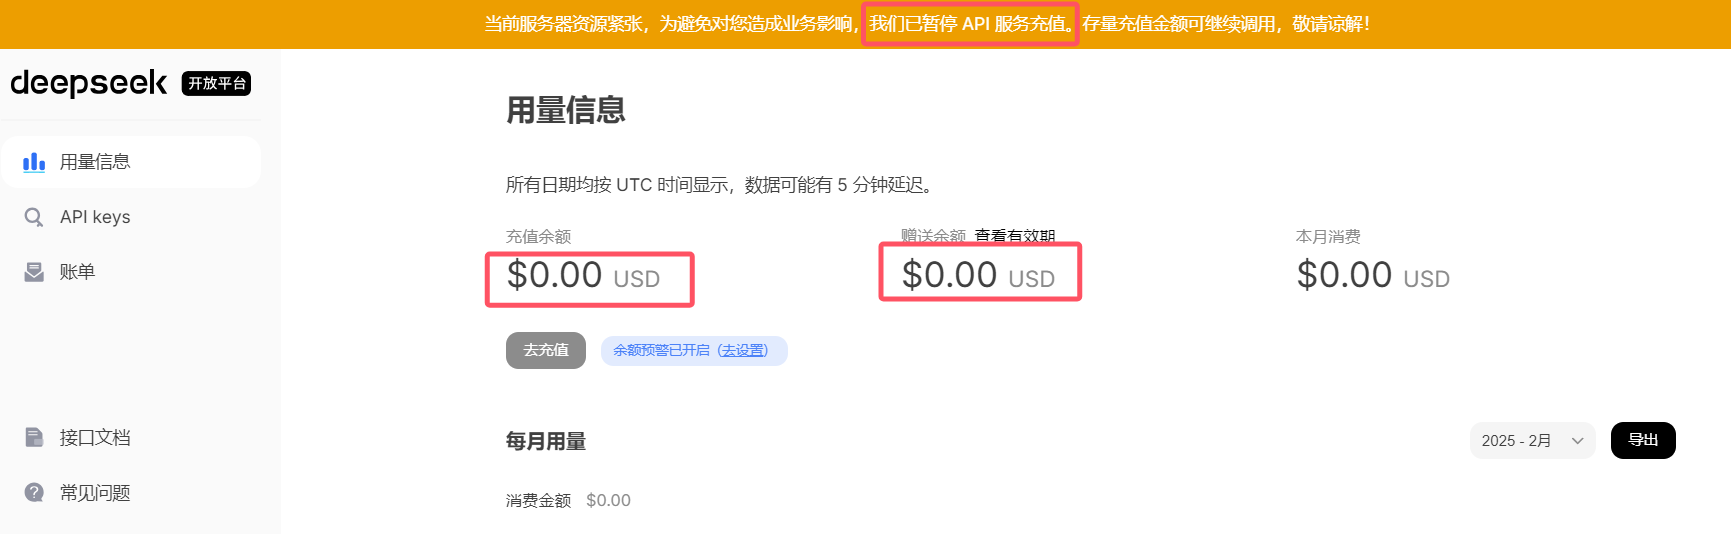 当前服务器资源紧张，为避免对您造成业务影响，我们已暂停 API 服务充值。存量充值金额可继续调用，敬请谅解！
deepseek 开放平台
用量信息
API keys
账单
接口文档
常见问题
用量信息
所有日期均按 UTC 时间显示，数据可能有 5 分钟延迟。
充值余额
$0.00 USD
赠送余额 查看有效期
$0.00 USD
本月消费
$0.00 USD
去充值
余额预警已开启（去设置）
每月用量
2025 - 2月
导出
消费金额 $0.00